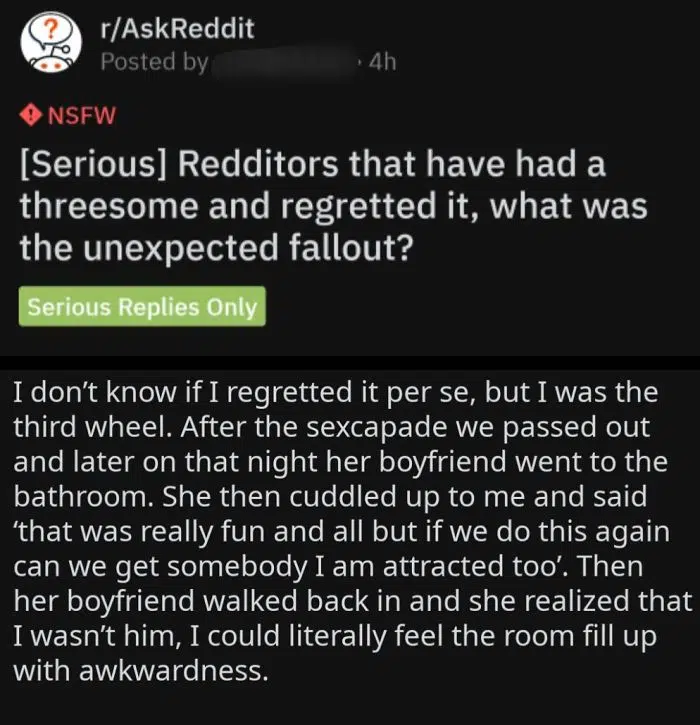 r/AskReddit
Posted by · 4h
NSFW
[Serious] Redditors that have had a
threesome and regretted it, what was
the unexpected fallout?
Serious Replies Only
I don’t know if I regretted it per se, but I was the
third wheel. After the sexcapade we passed out
and later on that night her boyfriend went to the
bathroom. She then cuddled up to me and said
‘that was really fun and all but if we do this again
can we get somebody I am attracted too’. Then
her boyfriend walked back in and she realized that
I wasn’t him, I could literally feel the room fill up
with awkwardness.